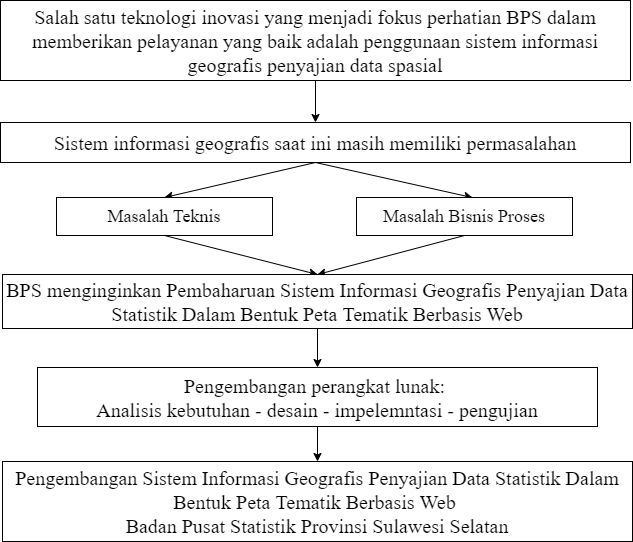 Salah satu teknologi inovasi yang menjadi fokus perhatian BPS dalam
memberikan pelayanan yang baik adalah penggunaan sistem informasi
geografis penyajian data spasial
Sistem informasi geografis saat ini masih memiliki permasalahan
Masalah Teknis
Masalah Bisnis Proses
BPS menginginkan Pembaharuan Sistem Informasi Geografis Penyajian Data
Statistik Dalam Bentuk Peta Tematik Berbasis Web
Pengembangan perangkat lunak:
Analisis kebutuhan - desain - impelemntasi - pengujian
Pengembangan Sistem Informasi Geografis Penyajian Data Statistik Dalam
Bentuk Peta Tematik Berbasis Web
Badan Pusat Statistik Provinsi Sulawesi Selatan